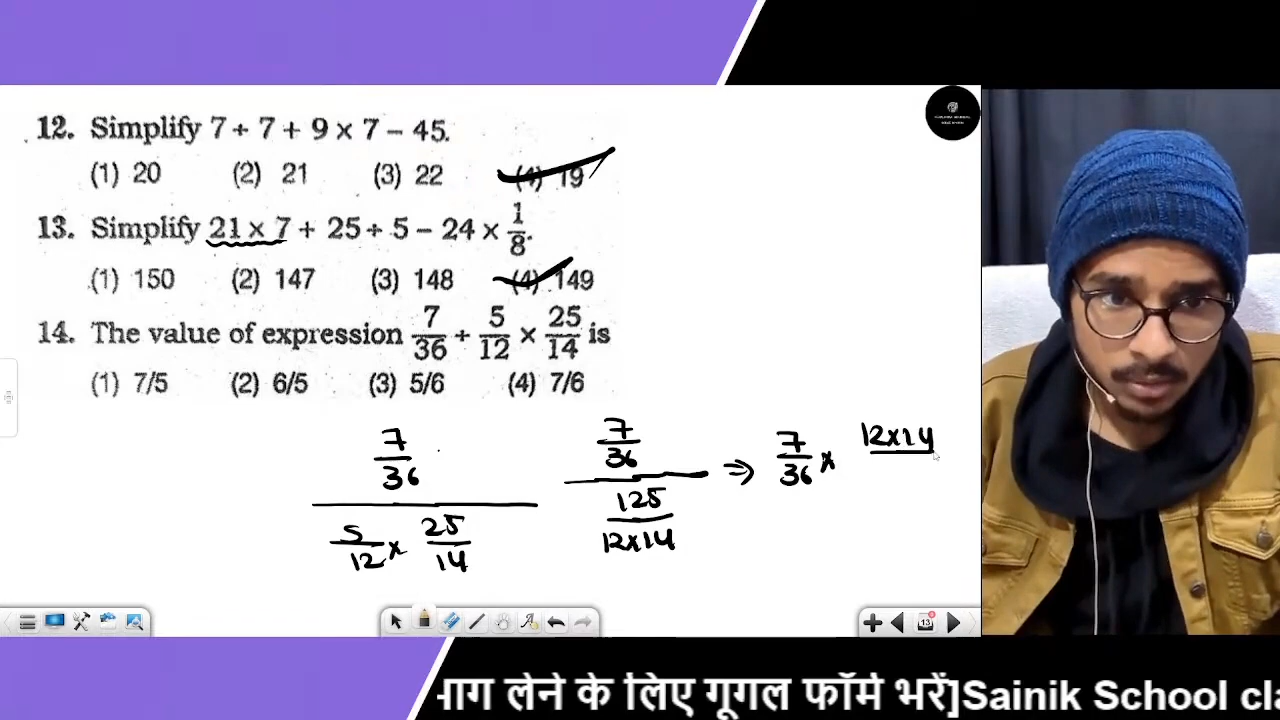 12. Simplify 7 ÷ 7 + 9 × 7 – 45.
(1) 20 (2) 21 (3) 22 (4) 19
13. Simplify 21 × 7 + 25 ÷ 5 – 24 × 1/8.
(1) 150 (2) 147 (3) 148 (4) 149
14. The value of expression 7/36 ÷ 5/12 × 25/14 is
(1) 7/5 (2) 6/5 (3) 5/6 (4) 7/6
7/36
5/12 × 25/14
7/36
125
12×14
⇒ 7/36 × 12×14
13
भाग लेने के लिए गूगल फॉर्म भरें]Sainik School cla